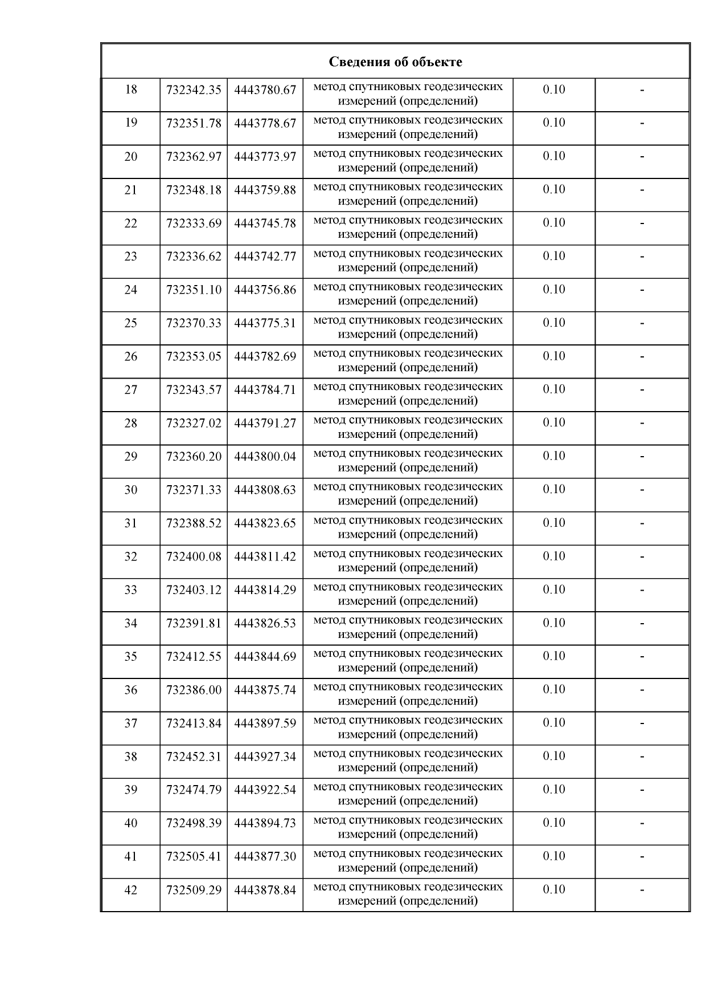 Сведения об объекте
18 732342.35 4443780.67 метод спутниковых геодезических измерений (определений) 0.10 -
19 732351.78 4443778.67 метод спутниковых геодезических измерений (определений) 0.10 -
20 732362.97 4443773.97 метод спутниковых геодезических измерений (определений) 0.10 -
21 732348.18 4443759.88 метод спутниковых геодезических измерений (определений) 0.10 -
22 732333.69 4443745.78 метод спутниковых геодезических измерений (определений) 0.10 -
23 732336.62 4443742.77 метод спутниковых геодезических измерений (определений) 0.10 -
24 732351.10 4443756.86 метод спутниковых геодезических измерений (определений) 0.10 -
25 732370.33 4443775.31 метод спутниковых геодезических измерений (определений) 0.10 -
26 732353.05 4443782.69 метод спутниковых геодезических измерений (определений) 0.10 -
27 732343.57 4443784.71 метод спутниковых геодезических измерений (определений) 0.10 -
28 732327.02 4443791.27 метод спутниковых геодезических измерений (определений) 0.10 -
29 732360.20 4443800.04 метод спутниковых геодезических измерений (определений) 0.10 -
30 732371.33 4443808.63 метод спутниковых геодезических измерений (определений) 0.10 -
31 732388.52 4443823.65 метод спутниковых геодезических измерений (определений) 0.10 -
32 732400.08 4443811.42 метод спутниковых геодезических измерений (определений) 0.10 -
33 732403.12 4443814.29 метод спутниковых геодезических измерений (определений) 0.10 -
34 732391.81 4443826.53 метод спутниковых геодезических измерений (определений) 0.10 -
35 732412.55 4443844.69 метод спутниковых геодезических измерений (определений) 0.10 -
36 732386.00 4443875.74 метод спутниковых геодезических измерений (определений) 0.10 -
37 732413.84 4443897.59 метод спутниковых геодезических измерений (определений) 0.10 -
38 732452.31 4443927.34 метод спутниковых геодезических измерений (определений) 0.10 -
39 732474.79 4443922.54 метод спутниковых геодезических измерений (определений) 0.10 -
40 732498.39 4443894.73 метод спутниковых геодезических измерений (определений) 0.10 -
41 732505.41 4443877.30 метод спутниковых геодезических измерений (определений) 0.10 -
42 732509.29 4443878.84 метод спутниковых геодезических измерений (определений) 0.10 -